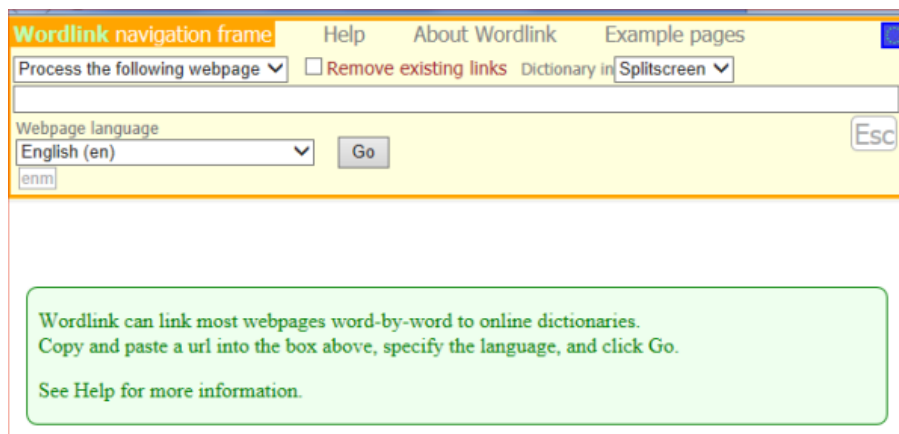 Wordlink navigation frame Help About Wordlink Example pages
Process the following webpage Remove existing links Dictionary in Splitscreen
Webpage language
Esc
English (en) Go
enm
Wordlink can link most webpages word-by-word to online dictionaries.
Copy and paste a url into the box above, specify the language, and click Go.
See Help for more information.